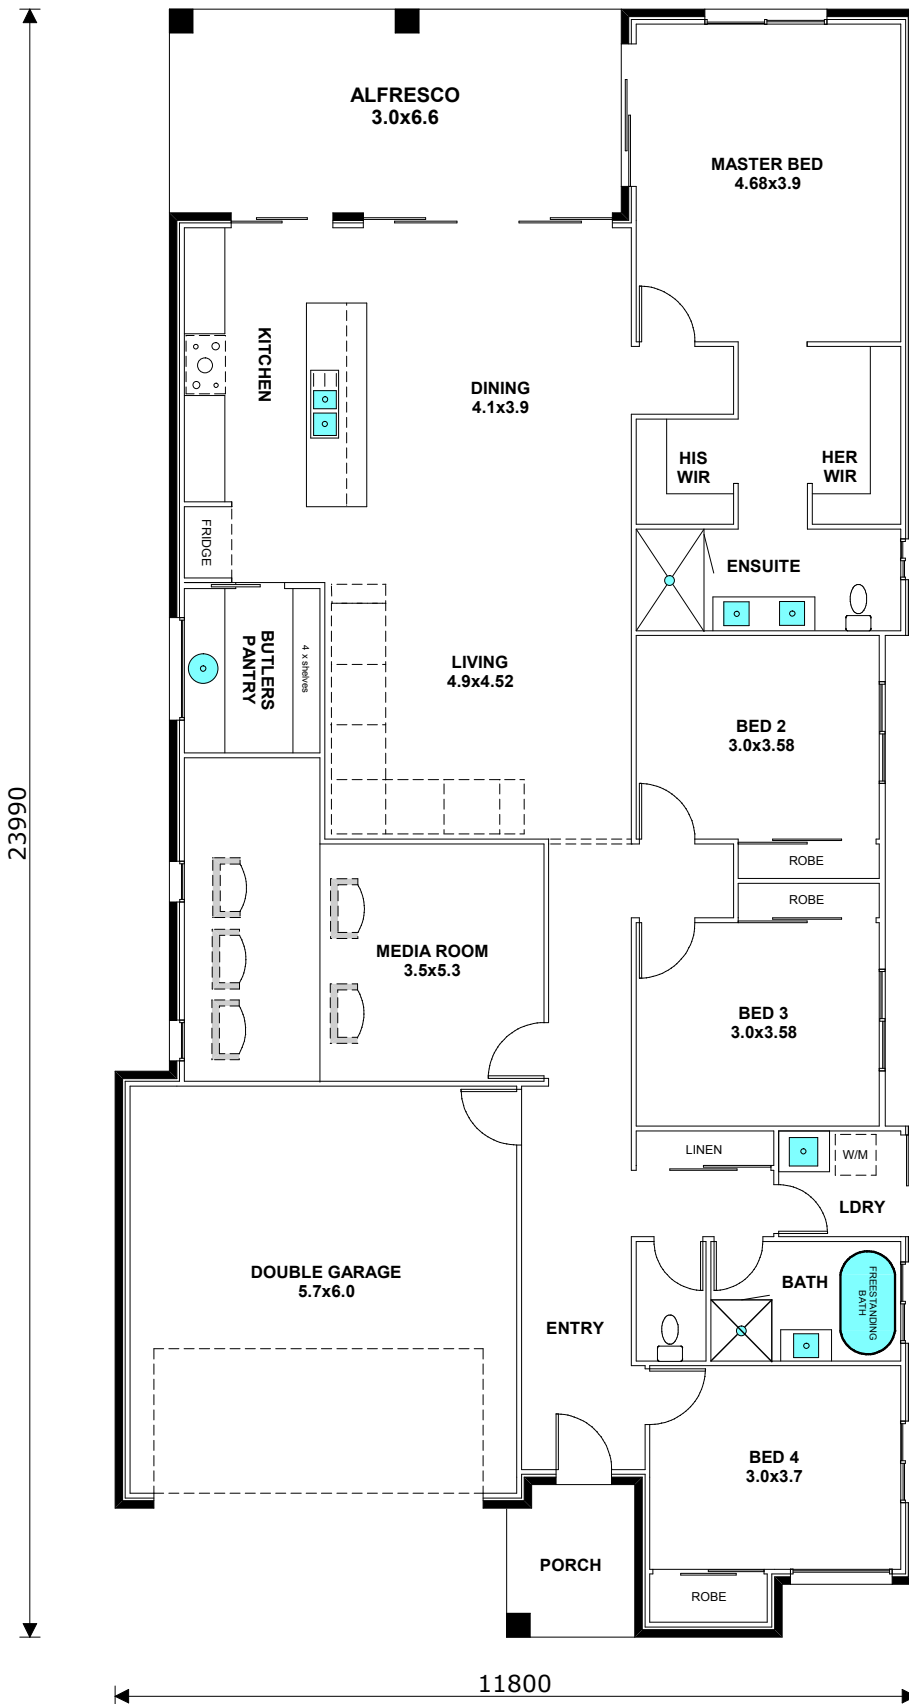 ALFRESCO
3.0x6.6
MASTER BED
4.68x3.9
KITCHEN
DINING
4.1x3.9
HIS
WIR
HER
WIR
FRIDGE
ENSUITE
BUTLERS
PANTRY
4 x shelves
LIVING
4.9x4.52
BED 2
3.0x3.58
ROBE
23990
ROBE
MEDIA ROOM
3.5x5.3
BED 3
3.0x3.58
LINEN
W/M
LDRY
DOUBLE GARAGE
5.7x6.0
BATH
FREESTANDING
BATH
ENTRY
BED 4
3.0x3.7
PORCH
ROBE
11800